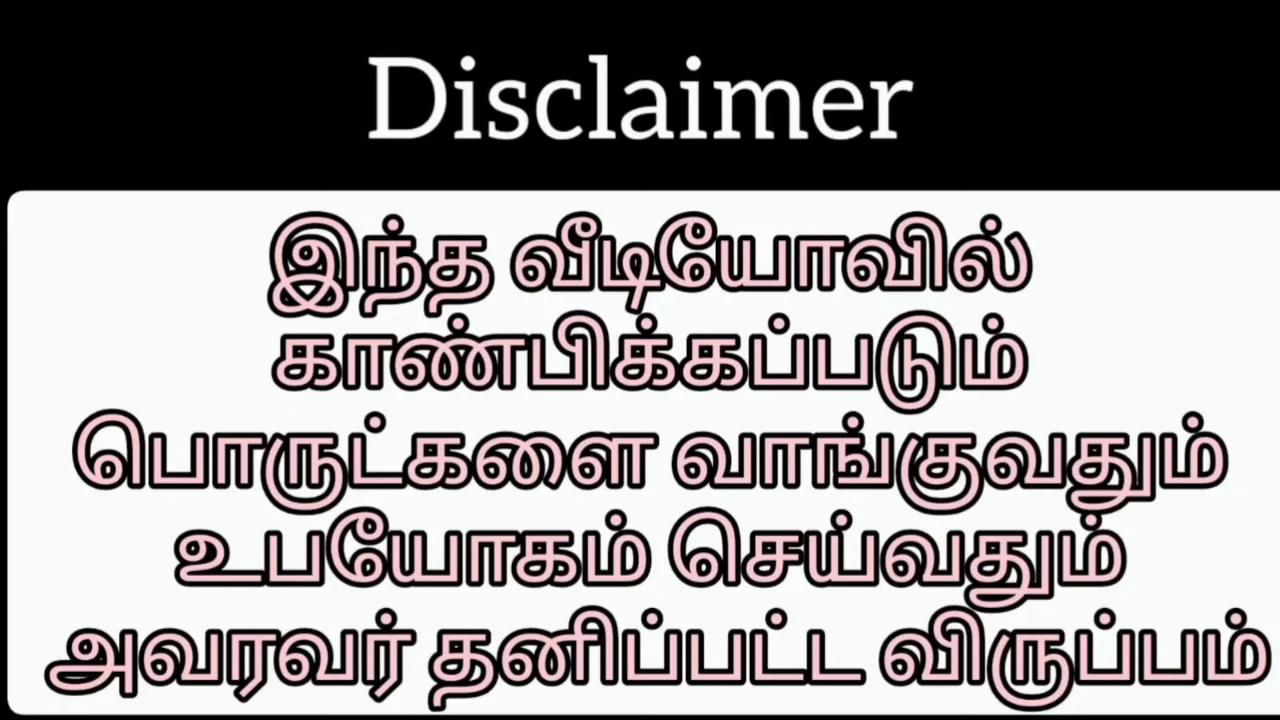 Disclaimer
இந்த வீடியோவில்
காண்பிக்கப்படும்
பொருட்களை வாங்குவதும்
உபயோகம் செய்வதும்
அவரவர் தனிப்பட்ட விருப்பம்